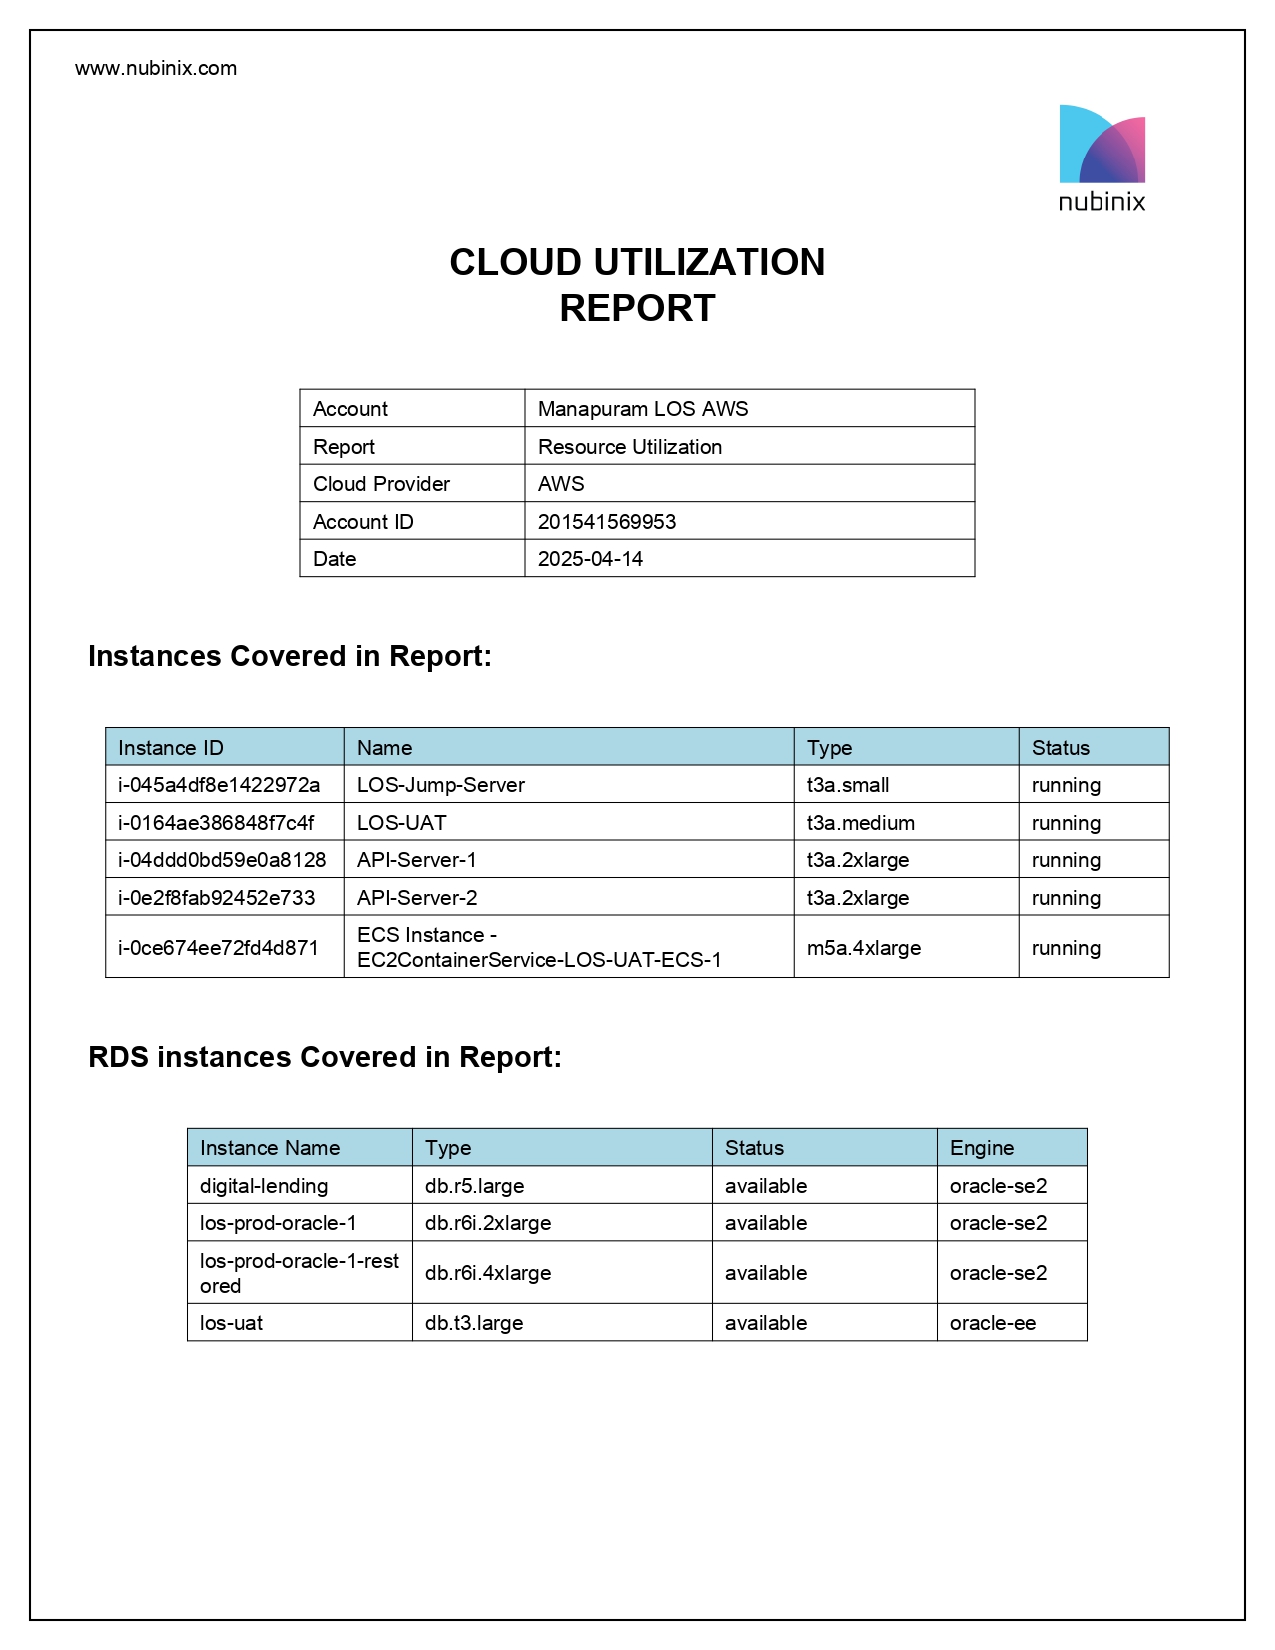 www.nubinix.com
nubinix
CLOUD UTILIZATION
REPORT
Account Manapuram LOS AWS
Report Resource Utilization
Cloud Provider AWS
Account ID 201541569953
Date 2025-04-14
Instances Covered in Report:
Instance ID Name Type Status
i-045a4df8e1422972a LOS-Jump-Server t3a.small running
i-0164ae386848f7c4f LOS-UAT t3a.medium running
i-04ddd0bd59e0a8128 API-Server-1 t3a.2xlarge running
i-0e2f8fab92452e733 API-Server-2 t3a.2xlarge running
i-0ce674ee72fd4d871 ECS Instance -
EC2ContainerService-LOS-UAT-ECS-1 m5a.4xlarge running
RDS instances Covered in Report:
Instance Name Type Status Engine
digital-lending db.r5.large available oracle-se2
los-prod-oracle-1 db.r6i.2xlarge available oracle-se2
los-prod-oracle-1-rest
ored db.r6i.4xlarge available oracle-se2
los-uat db.t3.large available oracle-ee